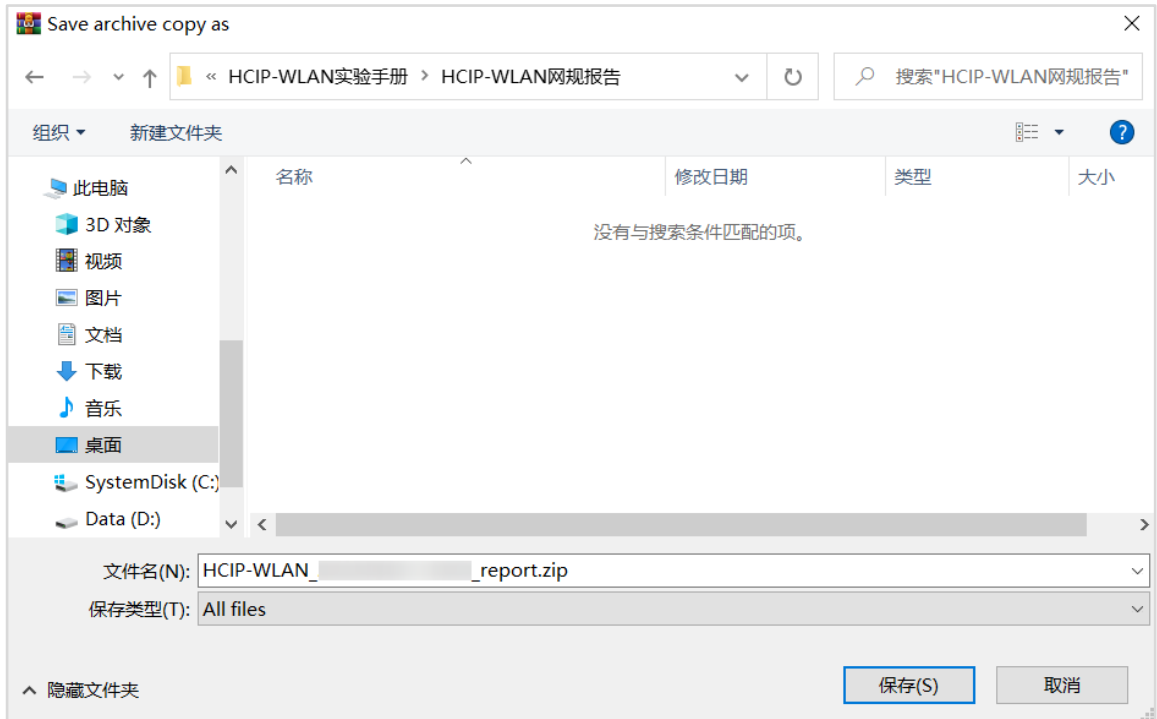 Save archive copy as
« HCIP-WLAN实验手册 > HCIP-WLAN网规报告
搜索"HCIP-WLAN网规报告"
组织
新建文件夹
?
名称 修改日期 类型 大小
没有与搜索条件匹配的项。
此电脑
3D 对象
视频
图片
文档
下载
音乐
桌面
SystemDisk (C:)
Data (D:)
文件名(N): HCIP-WLAN_ _report.zip
保存类型(T): All files
隐藏文件夹
保存(S) 取消